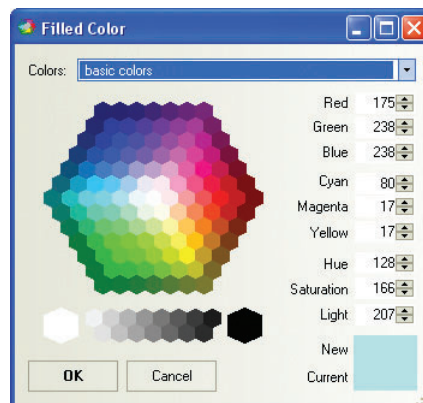 Filled Color
Colors: basic colors
Red 175
Green 238
Blue 238
Cyan 80
Magenta 17
Yellow 17
Hue 128
Saturation 166
Light 207
New
Current
OK Cancel